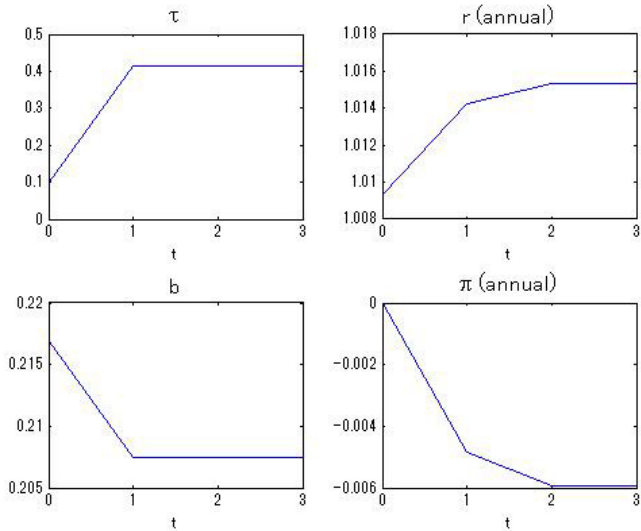 τ
0.5
0.4
0.3
0.2
0.1
0
0 1 2 3
t
r (annual)
1.018
1.016
1.014
1.012
1.01
1.008
0 1 2 3
t
b
0.22
0.215
0.21
0.205
0 1 2 3
t
π (annual)
0
-0.002
-0.004
-0.006
0 1 2 3
t